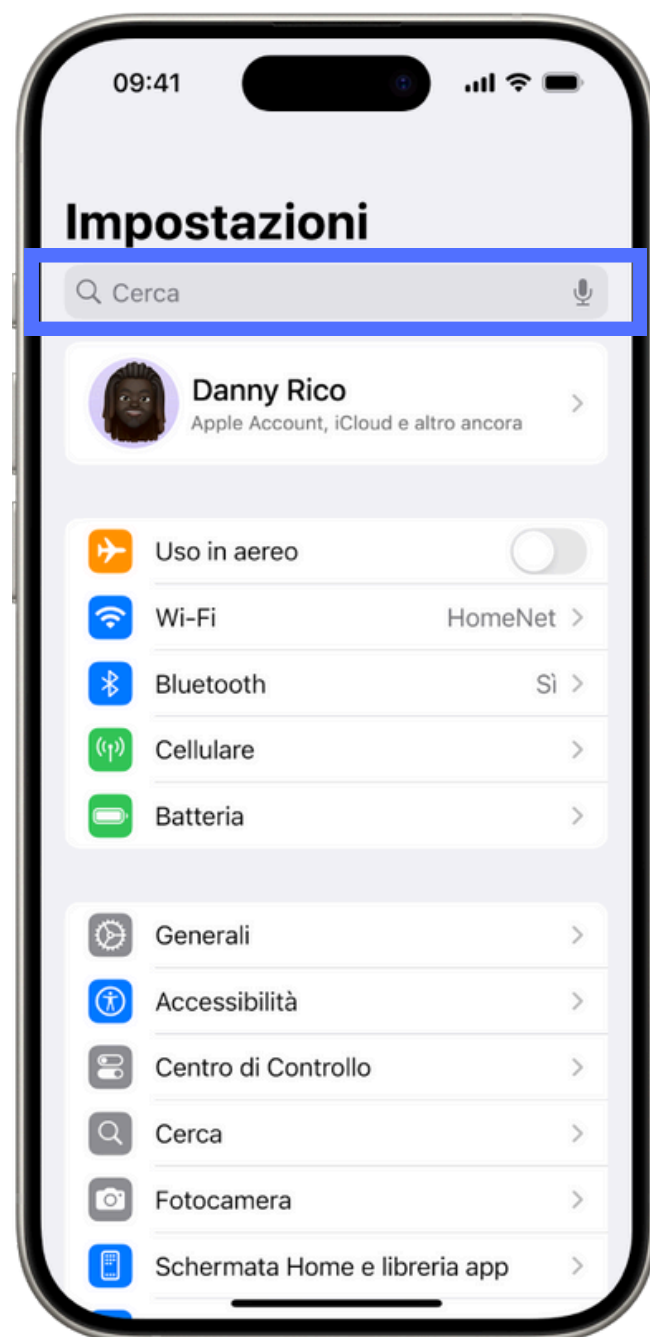 09:41
Impostazioni
Cerca
Danny Rico
Apple Account, iCloud e altro ancora
Uso in aereo
Wi-Fi HomeNet
Bluetooth Sì
Cellulare
Batteria
Generali
Accessibilità
Centro di Controllo
Cerca
Fotocamera
Schermata Home e libreria app